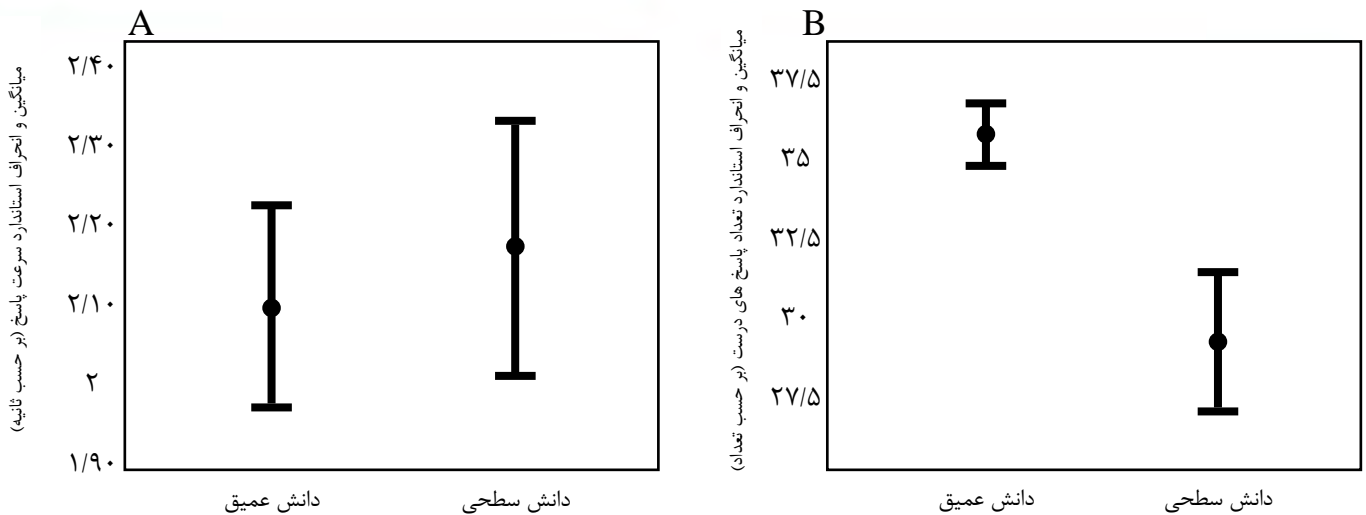 A
میانگین و انحراف استاندارد سرعت پاسخ (بر حسب ثانیه)
۲/۴۰
۲/۳۰
۲/۲۰
۲/۱۰
۲
۱/۹۰
دانش عمیق
دانش سطحی
B
میانگین و انحراف استاندارد تعداد پاسخ های درست (بر حسب تعداد)
۳۷/۵
۳۵
۳۲/۵
۳۰
۲۷/۵
دانش عمیق
دانش سطحی